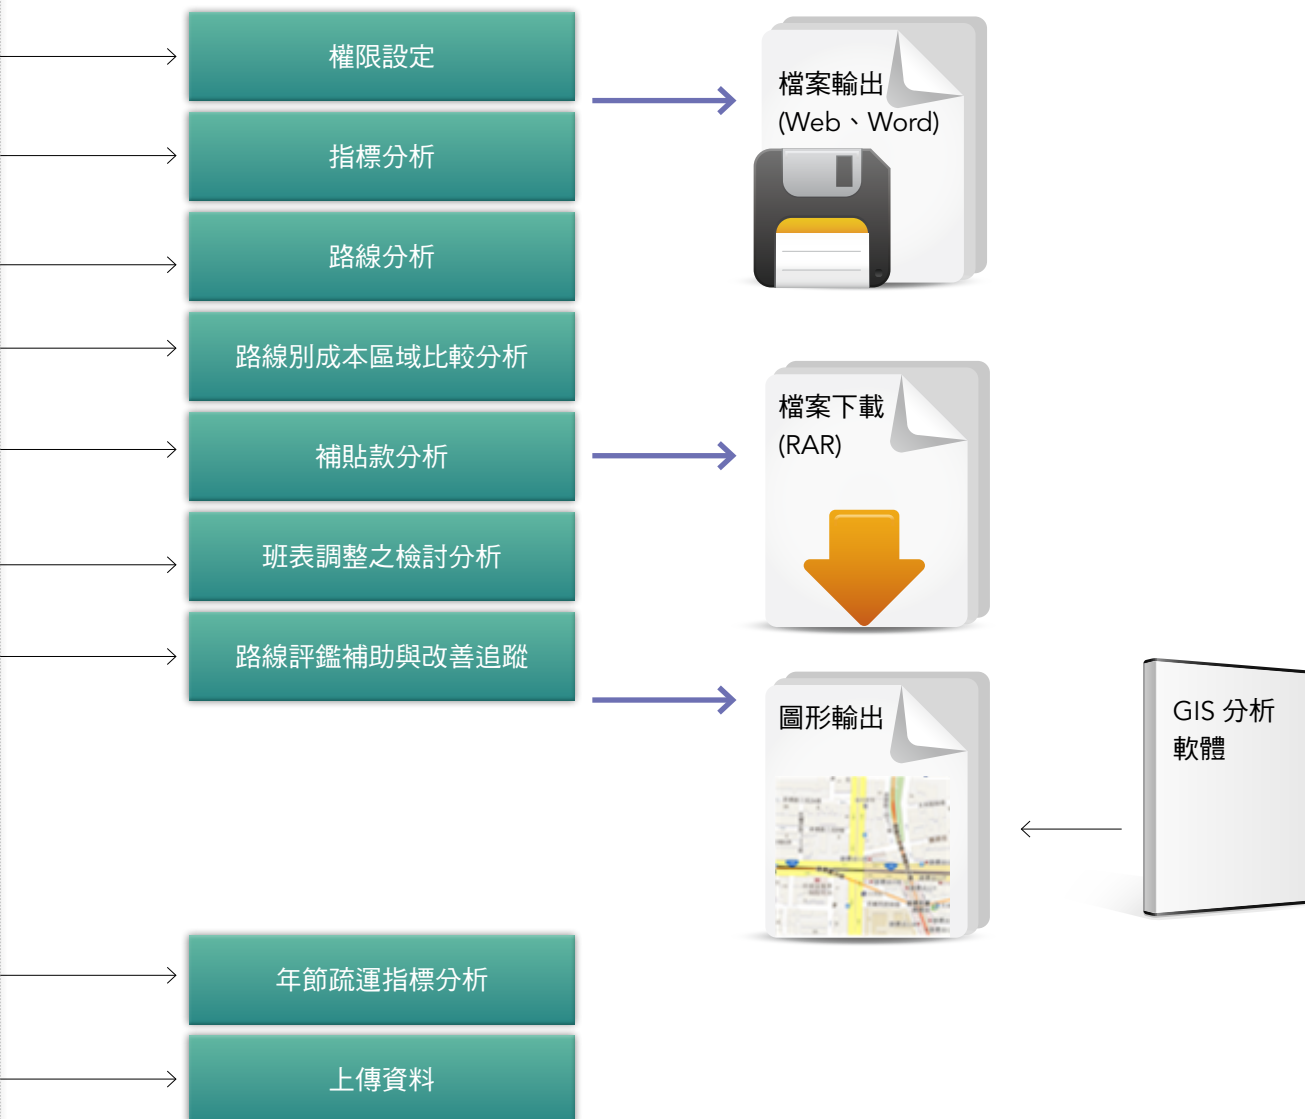 權限設定
指標分析
路線分析
路線別成本區域比較分析
補貼款分析
班表調整之檢討分析
路線評鑑補助與改善追蹤
年節疏運指標分析
上傳資料
檔案輸出
(Web、Word)
檔案下載
(RAR)
圖形輸出
GIS 分析
軟體